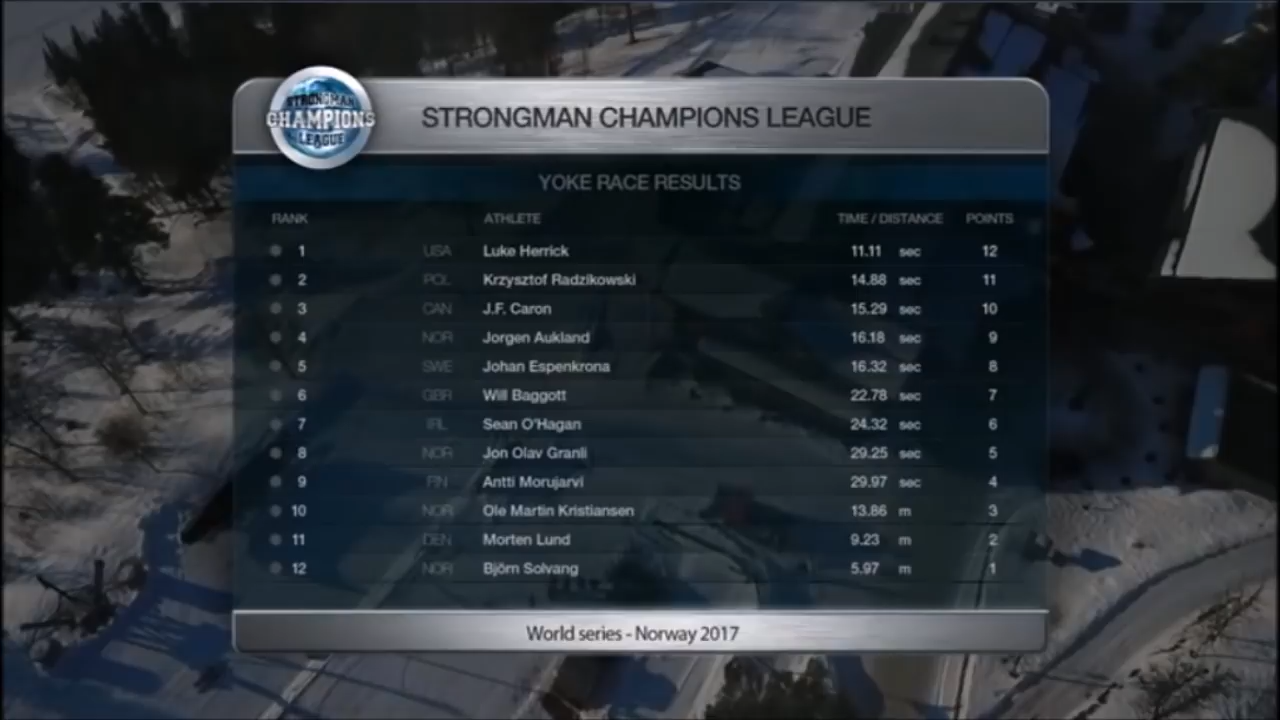 STRONGMAN
CHAMPIONS
LEAGUE
STRONGMAN CHAMPIONS LEAGUE
YOKE RACE RESULTS
RANK ATHLETE TIME / DISTANCE POINTS
1 USA Luke Herrick 11.11 sec 12
2 POL Krzysztof Radzikowski 14.88 sec 11
3 CAN J.F. Caron 15.29 sec 10
4 NOR Jorgen Aukland 16.18 sec 9
5 SWE Johan Espenkrona 16.32 sec 8
6 GBR Will Baggott 22.78 sec 7
7 IRL Sean O'Hagan 24.32 sec 6
8 NOR Jon Olav Granli 29.25 sec 5
9 FIN Antti Morujarvi 29.97 sec 4
10 NOR Ole Martin Kristiansen 13.86 m 3
11 DEN Morten Lund 9.23 m 2
12 NOR Björn Solvang 5.97 m 1
World series - Norway 2017